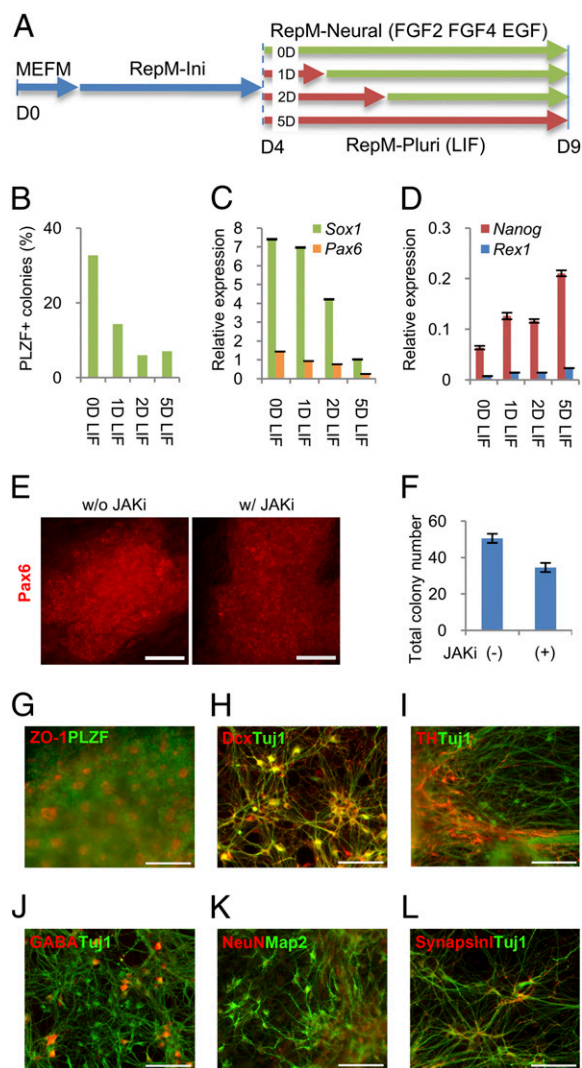 A
RepM-Neural (FGF2 FGF4 EGF)
MEFM
RepM-Ini
0D
1D
2D
5D
D0
D4
RepM-Pluri (LIF)
D9
B
PLZF+ colonies (%)
40
20
0
0D LIF
1D LIF
2D LIF
5D LIF
C
Relative expression
8
7
6
5
4
3
2
1
0
Sox1
Pax6
0D LIF
1D LIF
2D LIF
5D LIF
D
Relative expression
0.3
0.2
0.1
0
Nanog
Rex1
0D LIF
1D LIF
2D LIF
5D LIF
E
w/o JAKi
w/ JAKi
Pax6
F
Total colony number
60
40
20
0
JAKi (-) (+)
G
ZO-1PLZF
H
DcxTuj1
I
THTuj1
J
GABATuj1
K
NeuNMap2
L
SynapsinITuj1